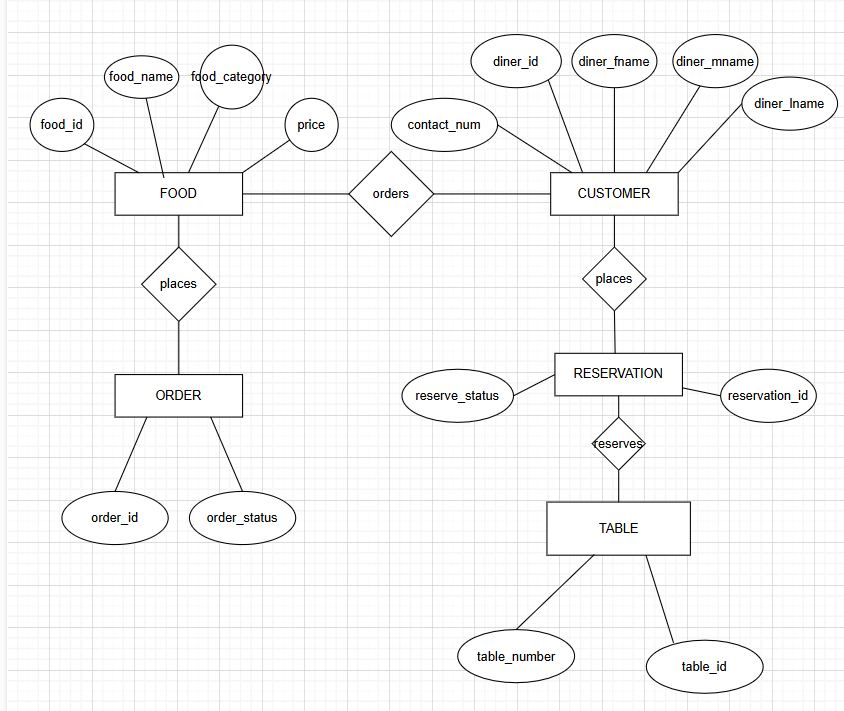 diner_id
diner_fname
diner_mname
food_name
food_category
diner_lname
food_id
price
contact_num
FOOD
orders
CUSTOMER
places
places
RESERVATION
ORDER
reserve_status
reservation_id
reserves
order_id
order_status
TABLE
table_number
table_id